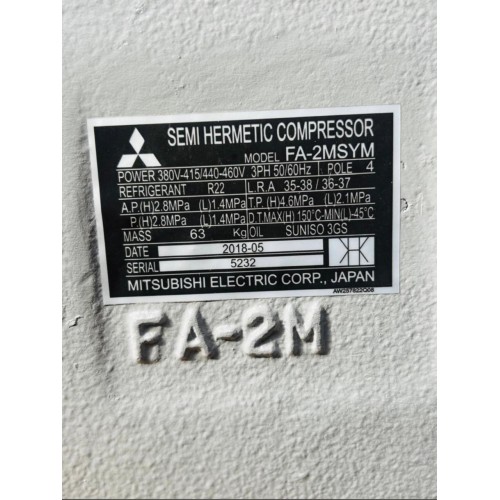 SEMI HERMETIC COMPRESSOR
MODEL FA-2MSYM
POWER 380V-415/440-460V 3PH 50/60Hz POLE 4
REFRIGERANT R22 L.R.A 35-38 / 36-37
A.P.(H)2.8MPa (L)1.4MPa T.P.(H)4.6MPa (L)2.1MPa
P.(H)2.8MPa (L)1.4MPa D.T.MAX(H) 150°C-MIN(L)-45°C
MASS 63 Kg OIL SUNISO 3GS
DATE 2018-05
SERIAL 5232
MITSUBISHI ELECTRIC CORP., JAPAN
FA-2M